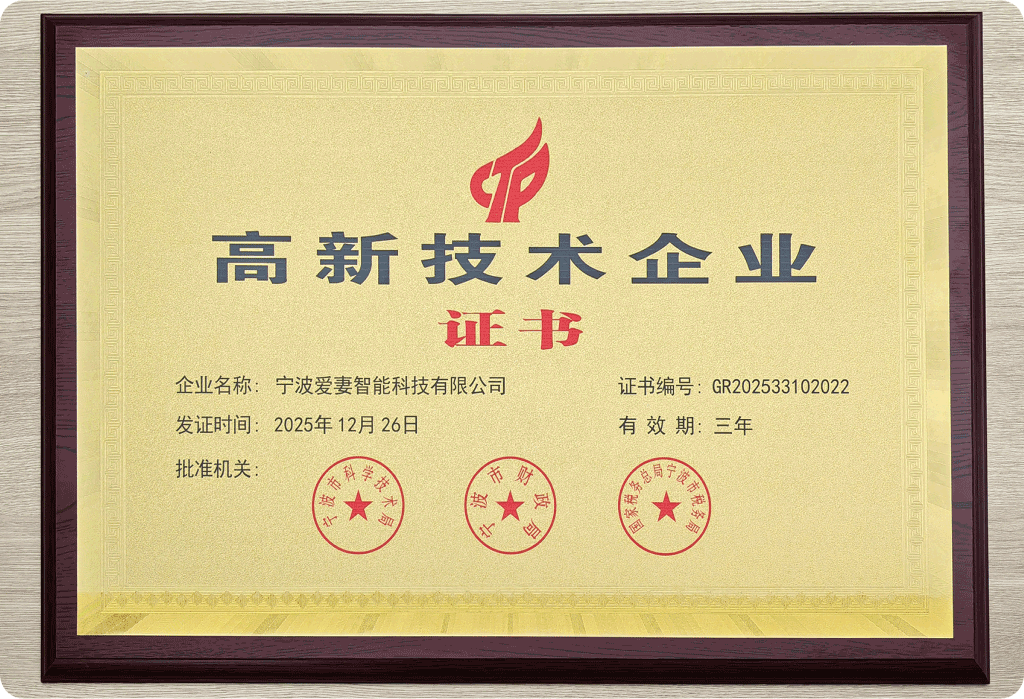 CTP
高新技术企业
证书
企业名称: 宁波爱妻智能科技有限公司
证书编号: GR202533102022
发证时间: 2025年12月26日
有效期: 三年
批准机关:
宁波市科学技术局
宁波市财政局
国家税务总局宁波市税务局